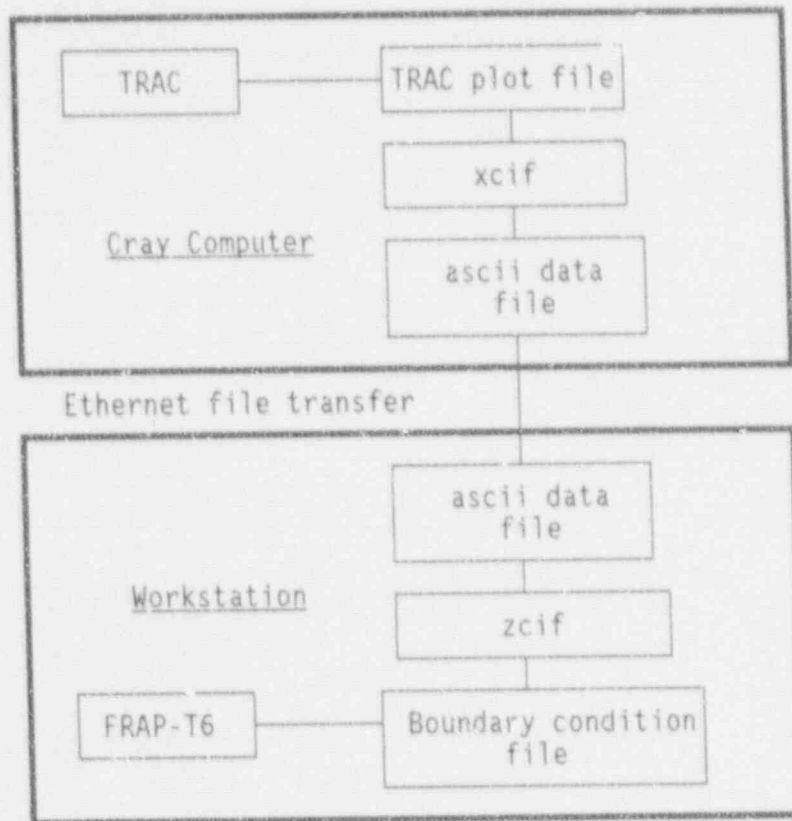 TRAC
TRAC plot file
xcif
Cray Computer
ascii data
file
Ethernet file transfer
ascii data
file
Workstation
zcif
FRAP-T6
Boundary condition
file